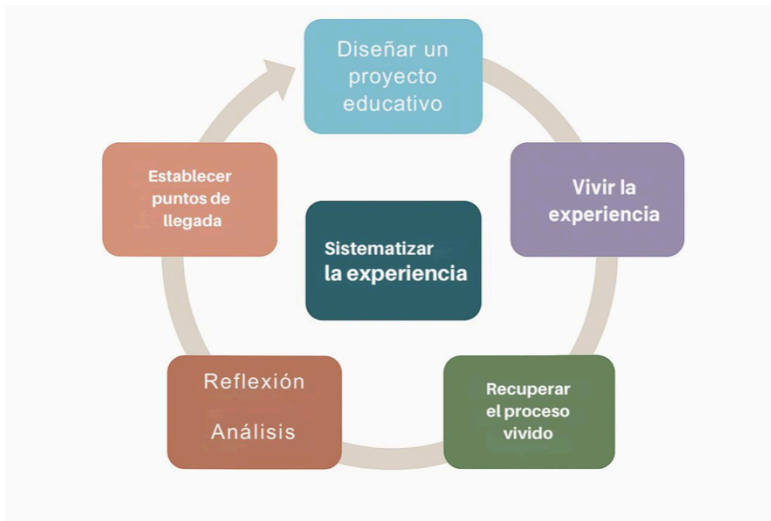 Diseñar un
proyecto
educativo
Vivir la
experiencia
Recuperar
el proceso
vivido
Reflexión
Análisis
Establecer
puntos de
llegada
Sistematizar
la experiencia